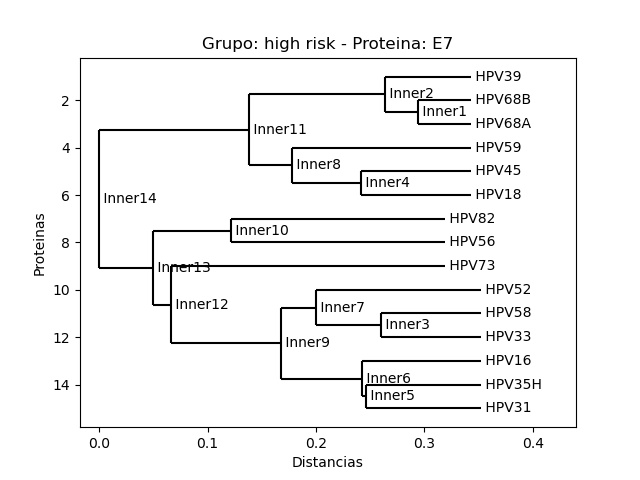 Grupo: high risk - Proteina: E7
HPV39
Inner2
2
HPV68B
Inner1
HPV68A
Inner11
4
HPV59
Inner8
HPV45
Inner4
6
HPV18
Inner14
HPV82
Inner10
8
HPV56
Inner13
HPV73
10
HPV52
Inner12
Inner7
HPV58
Inner3
12
HPV33
Inner9
HPV16
Inner6
14
HPV35H
Inner5
HPV31
Proteinas
0.0 0.1 0.2 0.3 0.4
Distancias